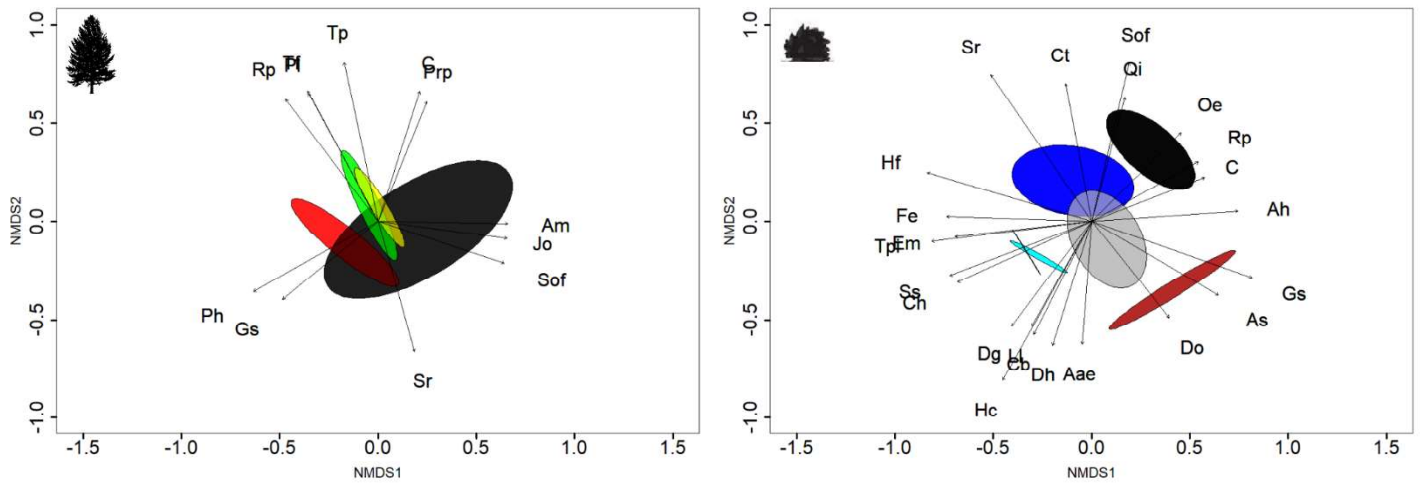 1.0
0.5
0.0
-0.5
-1.0
NMDS2
Tp
Rp
C
Prp
Am
Jo
Sof
Ph
Gs
Sr
-1.5
-1.0
-0.5
0.0
0.5
1.0
1.5
NMDS1
1.0
0.5
0.0
-0.5
-1.0
NMDS2
Sr
Ct
Sof
Qi
Oe
Rp
C
Hf
Ah
Fe
Em
Ss
Ch
Gs
As
Do
Dg
Cb
Dh
Aae
Hc
-1.5
-1.0
-0.5
0.0
0.5
1.0
1.5
NMDS1